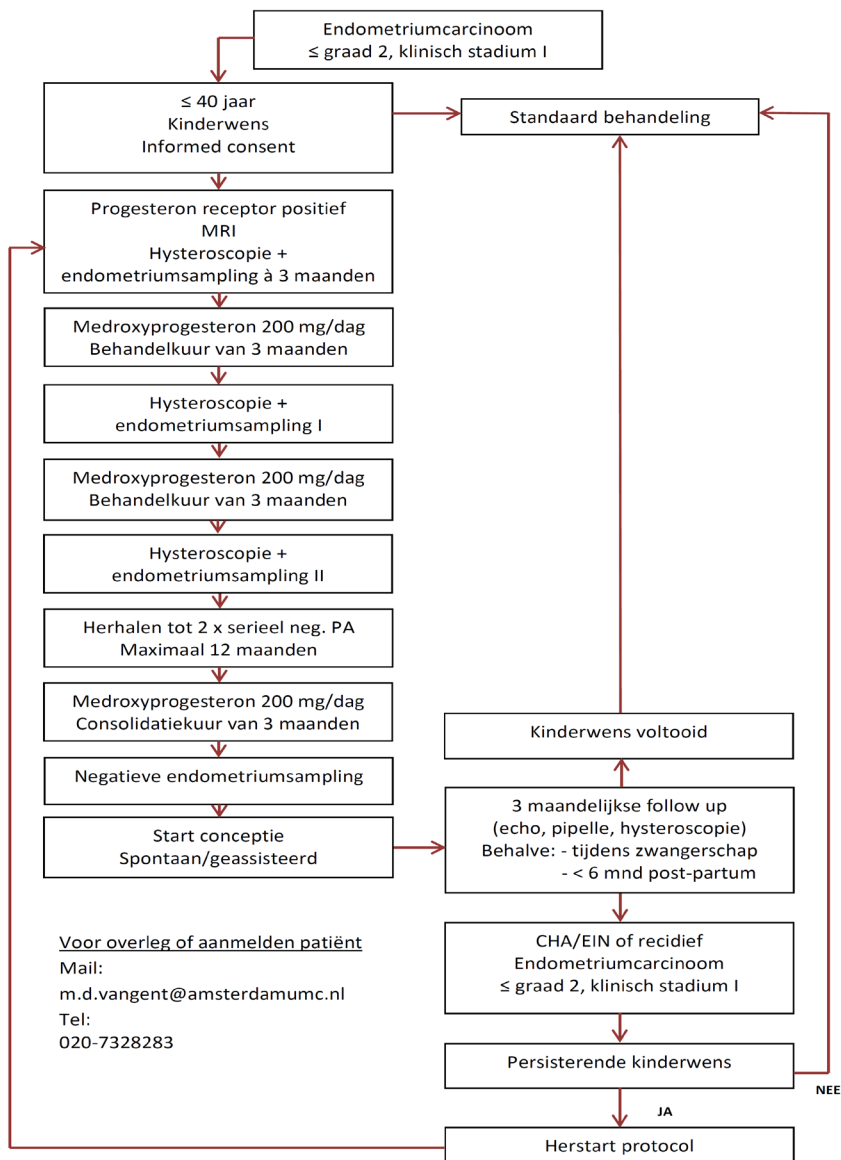 Endometriumcarcinoom
≤ graad 2, klinisch stadium I
≤ 40 jaar
Kinderwens
Informed consent
Standaard behandeling
Progesteron receptor positief
MRI
Hysteroscopie +
endometriumsampling à 3 maanden
Medroxyprogesteron 200 mg/dag
Behandelkuur van 3 maanden
Hysteroscopie +
endometriumsampling I
Medroxyprogesteron 200 mg/dag
Behandelkuur van 3 maanden
Hysteroscopie +
endometriumsampling II
Herhalen tot 2 x serieel neg. PA
Maximaal 12 maanden
Medroxyprogesteron 200 mg/dag
Consolidatiekuur van 3 maanden
Negatieve endometriumsampling
Start conceptie
Spontaan/geassisteerd
Kinderwens voltooid
3 maandelijkse follow up
(echo, pipelle, hysteroscopie)
Behalve: - tijdens zwangerschap
- < 6 mnd post-partum
CHA/EIN of recidief
Endometriumcarcinoom
≤ graad 2, klinisch stadium I
Persisterende kinderwens
NEE
JA
Herstart protocol
Voor overleg of aanmelden patiënt
Mail:
m.d.vangent@amsterdamumc.nl
Tel:
020-7328283